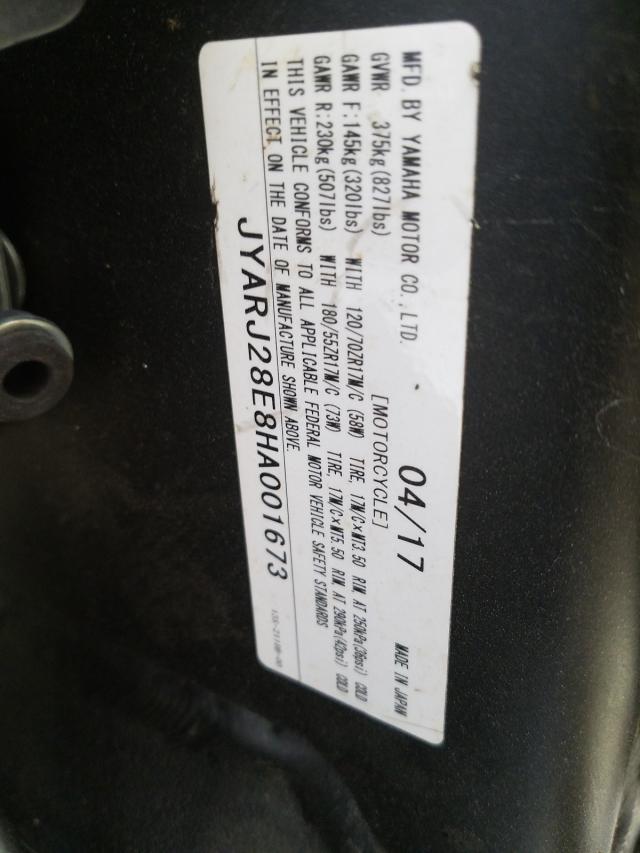 MFD. BY YAMAHA MOTOR CO., LTD. 04/17 MADE IN JAPAN
GVWR 375kg(827lbs) [MOTORCYCLE]
GAWR F:145kg(320lbs) WITH 120/70ZR17M/C (58W) TIRE, 17M/C×MT3.50 RIM, AT 250kPa(36psi) COLD
GAWR R:230kg(507lbs) WITH 180/55ZR17M/C (73W) TIRE, 17M/C×MT5.50 RIM, AT 290kPa(42psi) COLD
THIS VEHICLE CONFORMS TO ALL APPLICABLE FEDERAL MOTOR VEHICLE SAFETY STANDARDS
IN EFFECT ON THE DATE OF MANUFACTURE SHOWN ABOVE.
JYARJ28E8HA001673